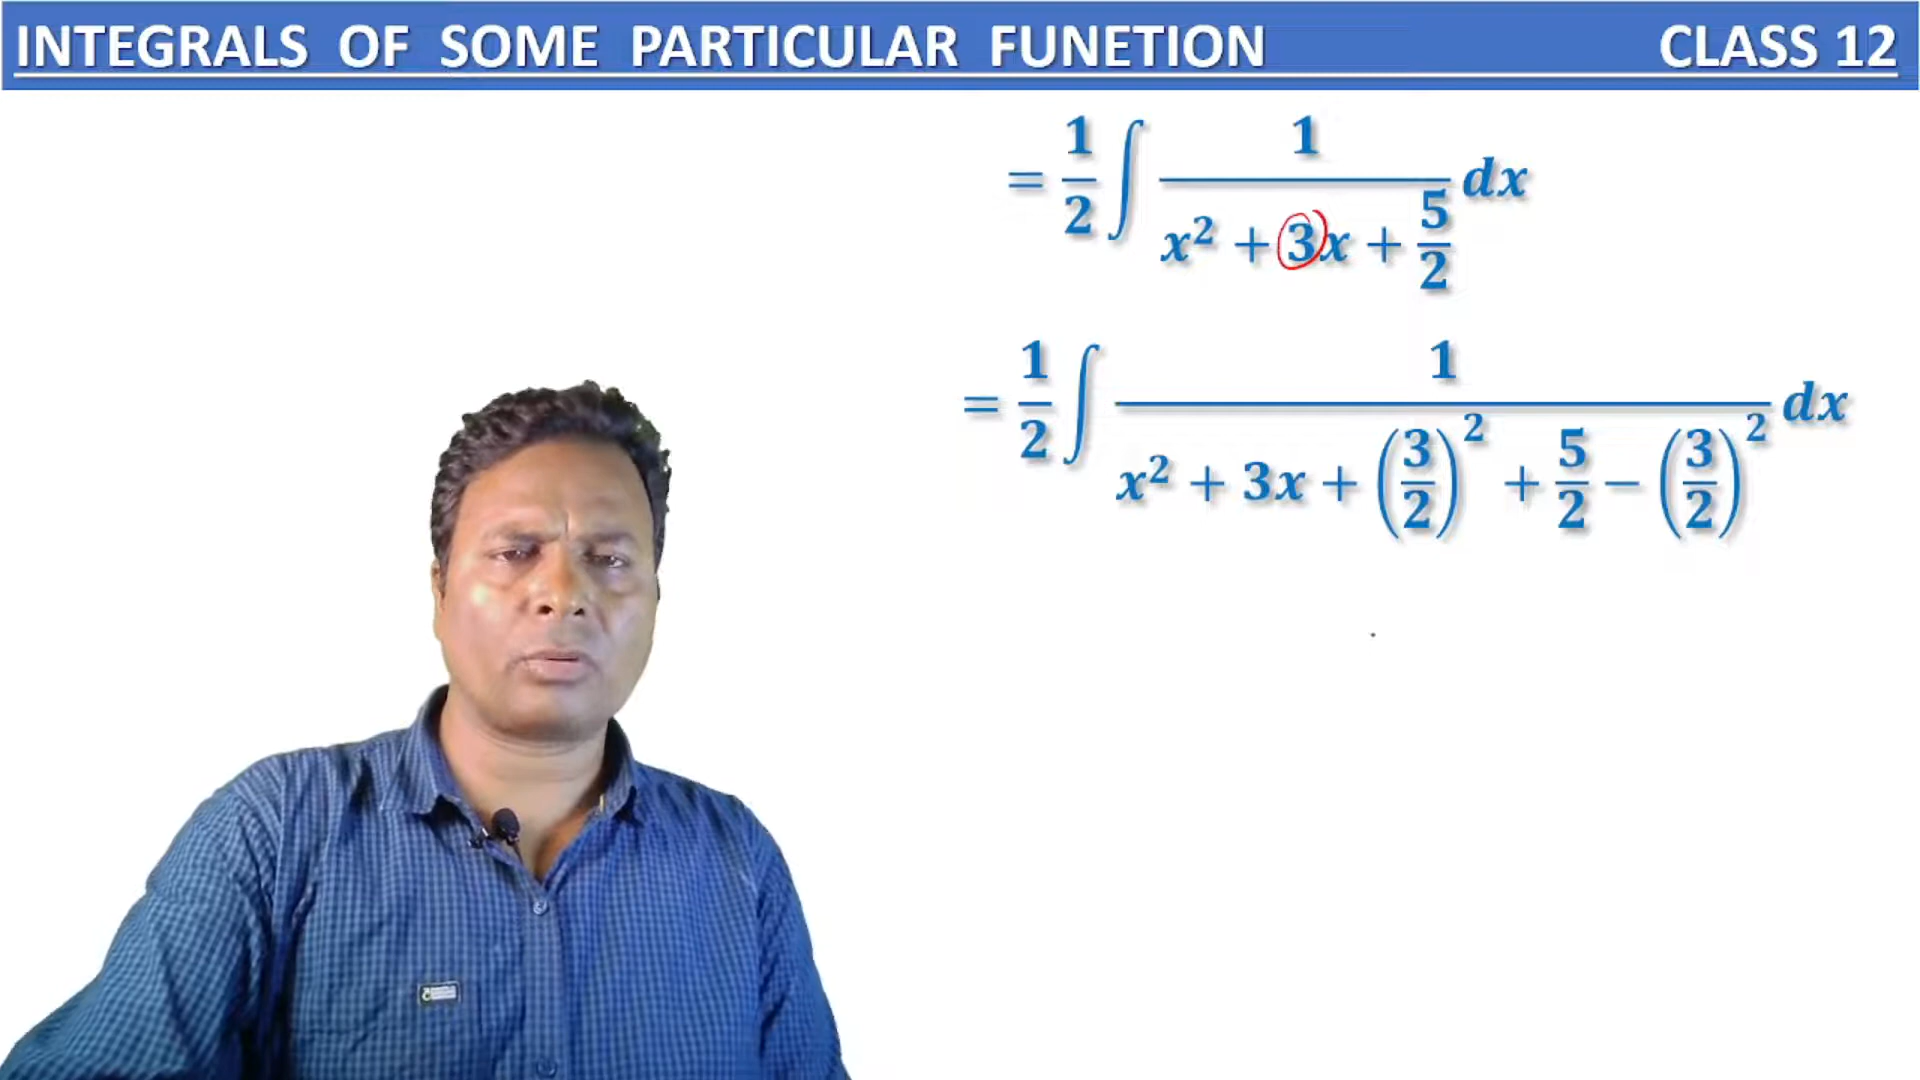 INTEGRALS OF SOME PARTICULAR FUNETION CLASS 12
= 1/2 ∫ 1/(x² + 3x + 5/2) dx
= 1/2 ∫ 1/(x² + 3x + (3/2)² + 5/2 − (3/2)²) dx